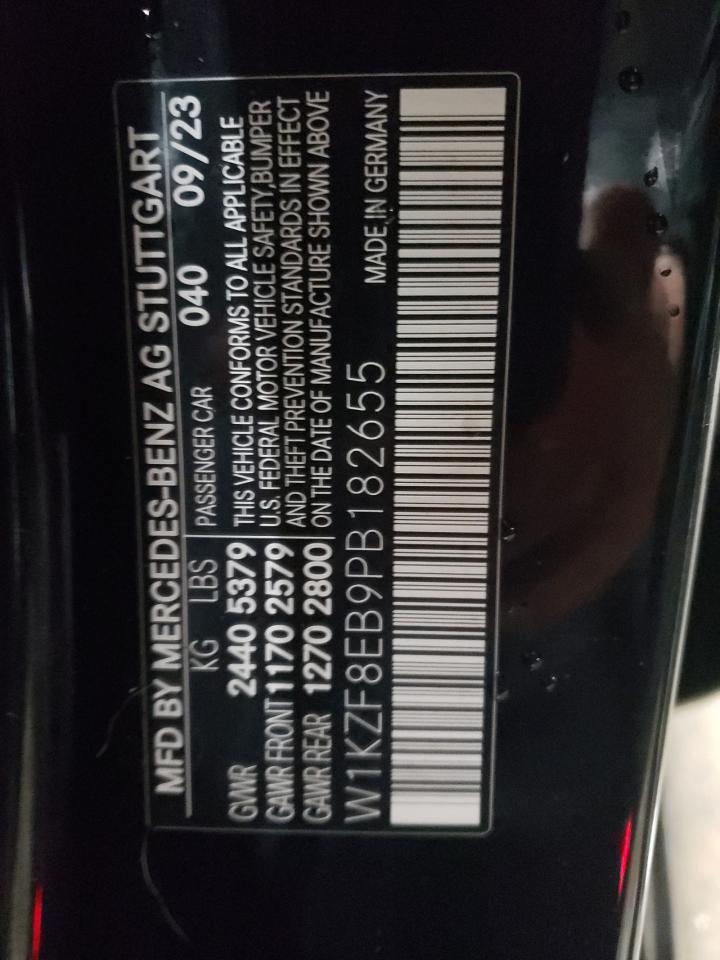 MFD BY MERCEDES-BENZ AG STUTTGART
KG LBS PASSENGER CAR 040 09/23
GWR 2440 5379 THIS VEHICLE CONFORMS TO ALL APPLICABLE
GAWR FRONT 1170 2579 U.S. FEDERAL MOTOR VEHICLE SAFETY,BUMPER
AND THEFT PREVENTION STANDARDS IN EFFECT
GAWR REAR 1270 2800 ON THE DATE OF MANUFACTURE SHOWN ABOVE
W1KZF8EB9PB182655 MADE IN GERMANY